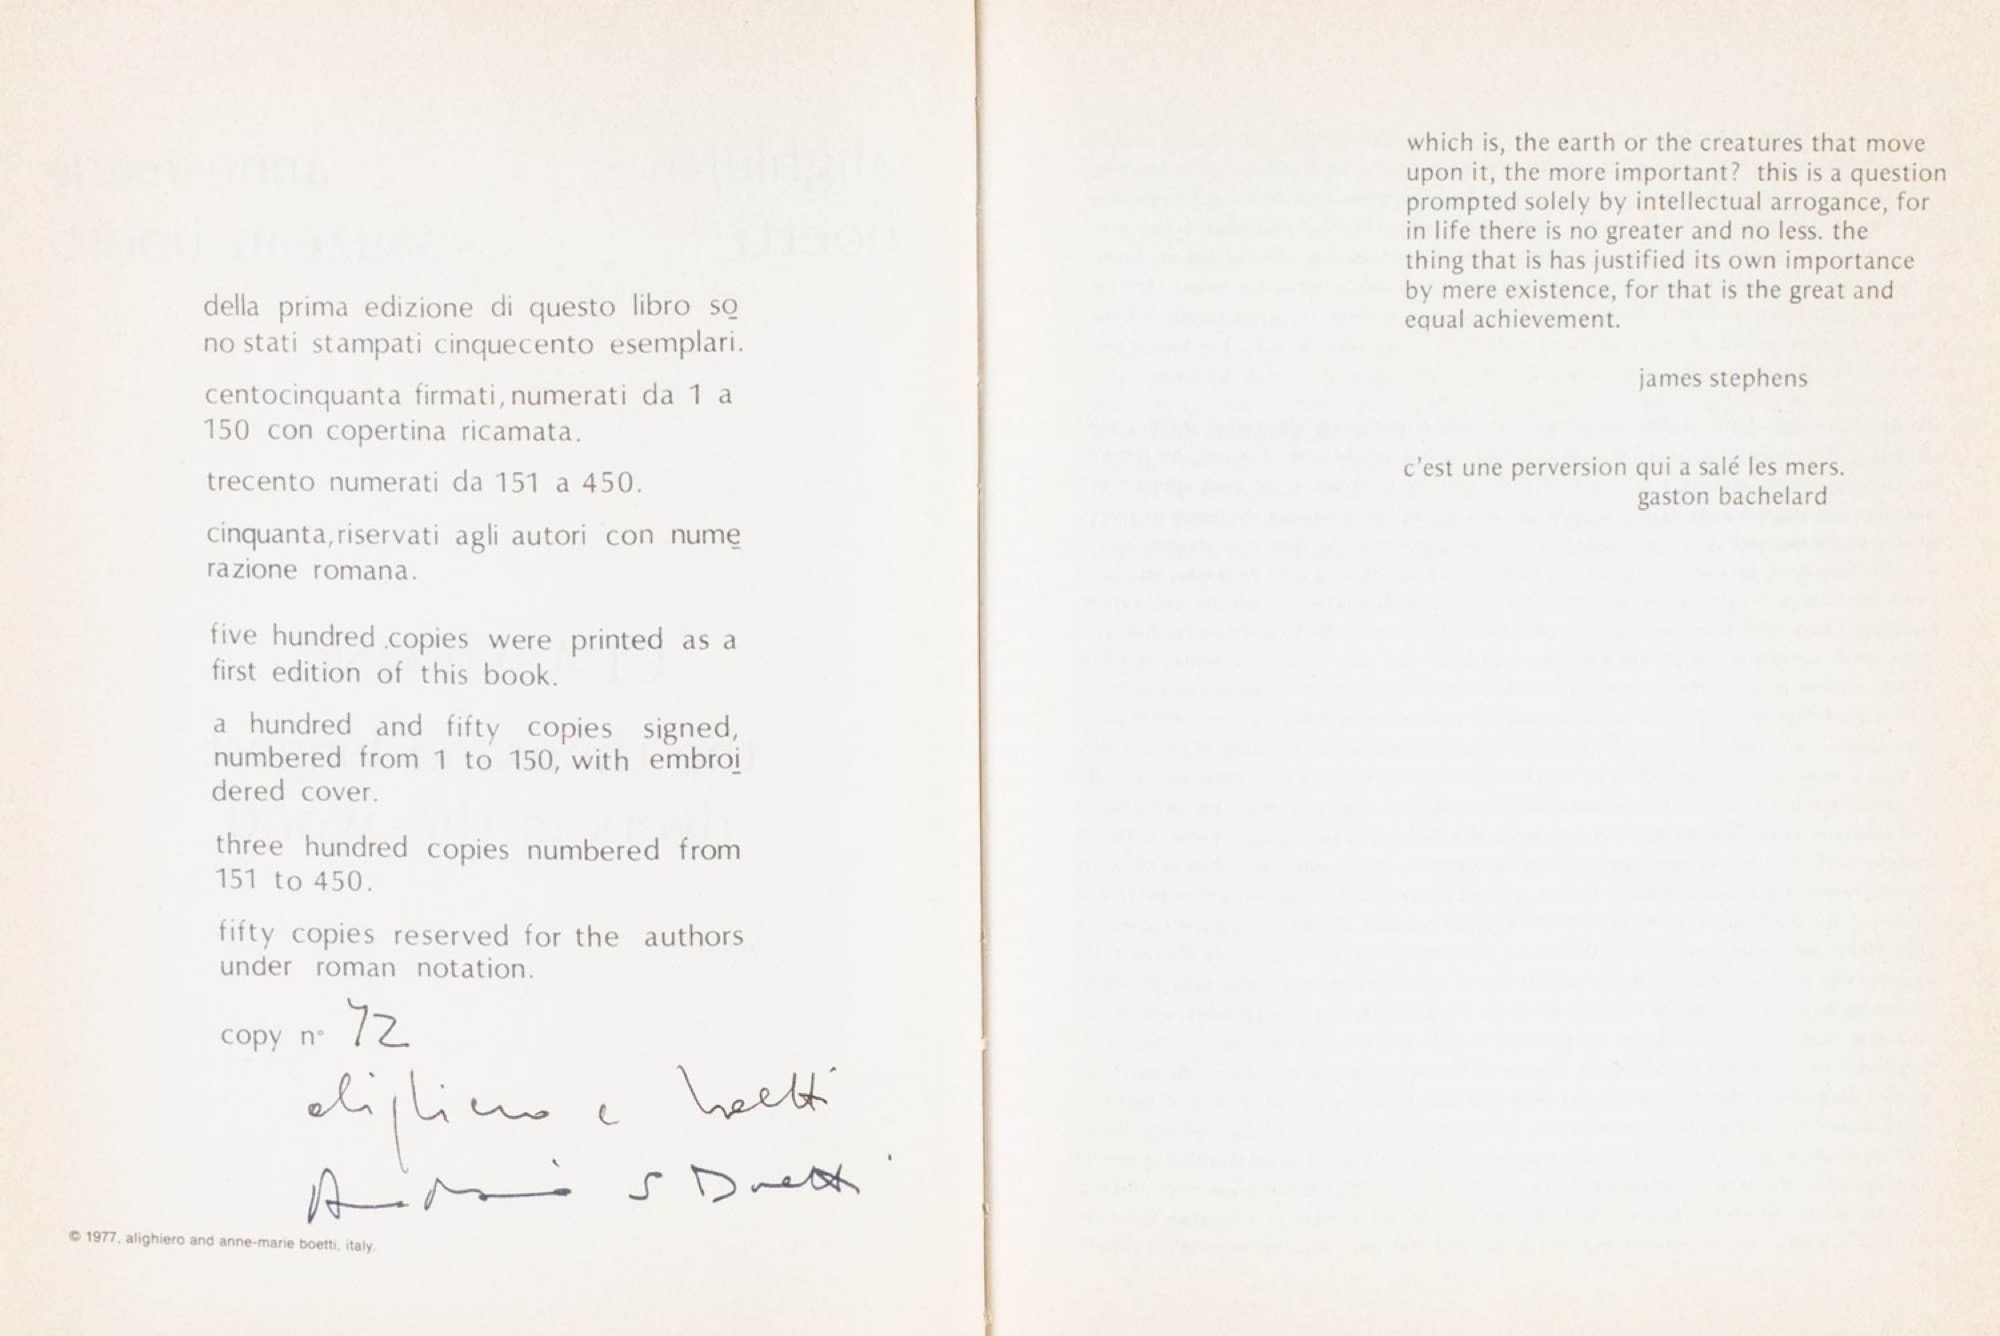 della prima edizione di questo libro so
no stati stampati cinquecento esemplari.
centocinquanta firmati, numerati da 1 a
150 con copertina ricamata.
trecento numerati da 151 a 450.
cinquanta, riservati agli autori con nume
razione romana.
five hundred copies were printed as a
first edition of this book.
a hundred and fifty copies signed,
numbered from 1 to 150, with embroi
dered cover.
three hundred copies numbered from
151 to 450.
fifty copies reserved for the authors
under roman notation.
copy n° 72
alighiero e boetti
© 1977, alighiero and anne-marie boetti, italy.
which is, the earth or the creatures that move
upon it, the more important? this is a question
prompted solely by intellectual arrogance, for
in life there is no greater and no less. the
thing that is has justified its own importance
by mere existence, for that is the great and
equal achievement.
james stephens
c'est une perversion qui a salé les mers.
gaston bachelard